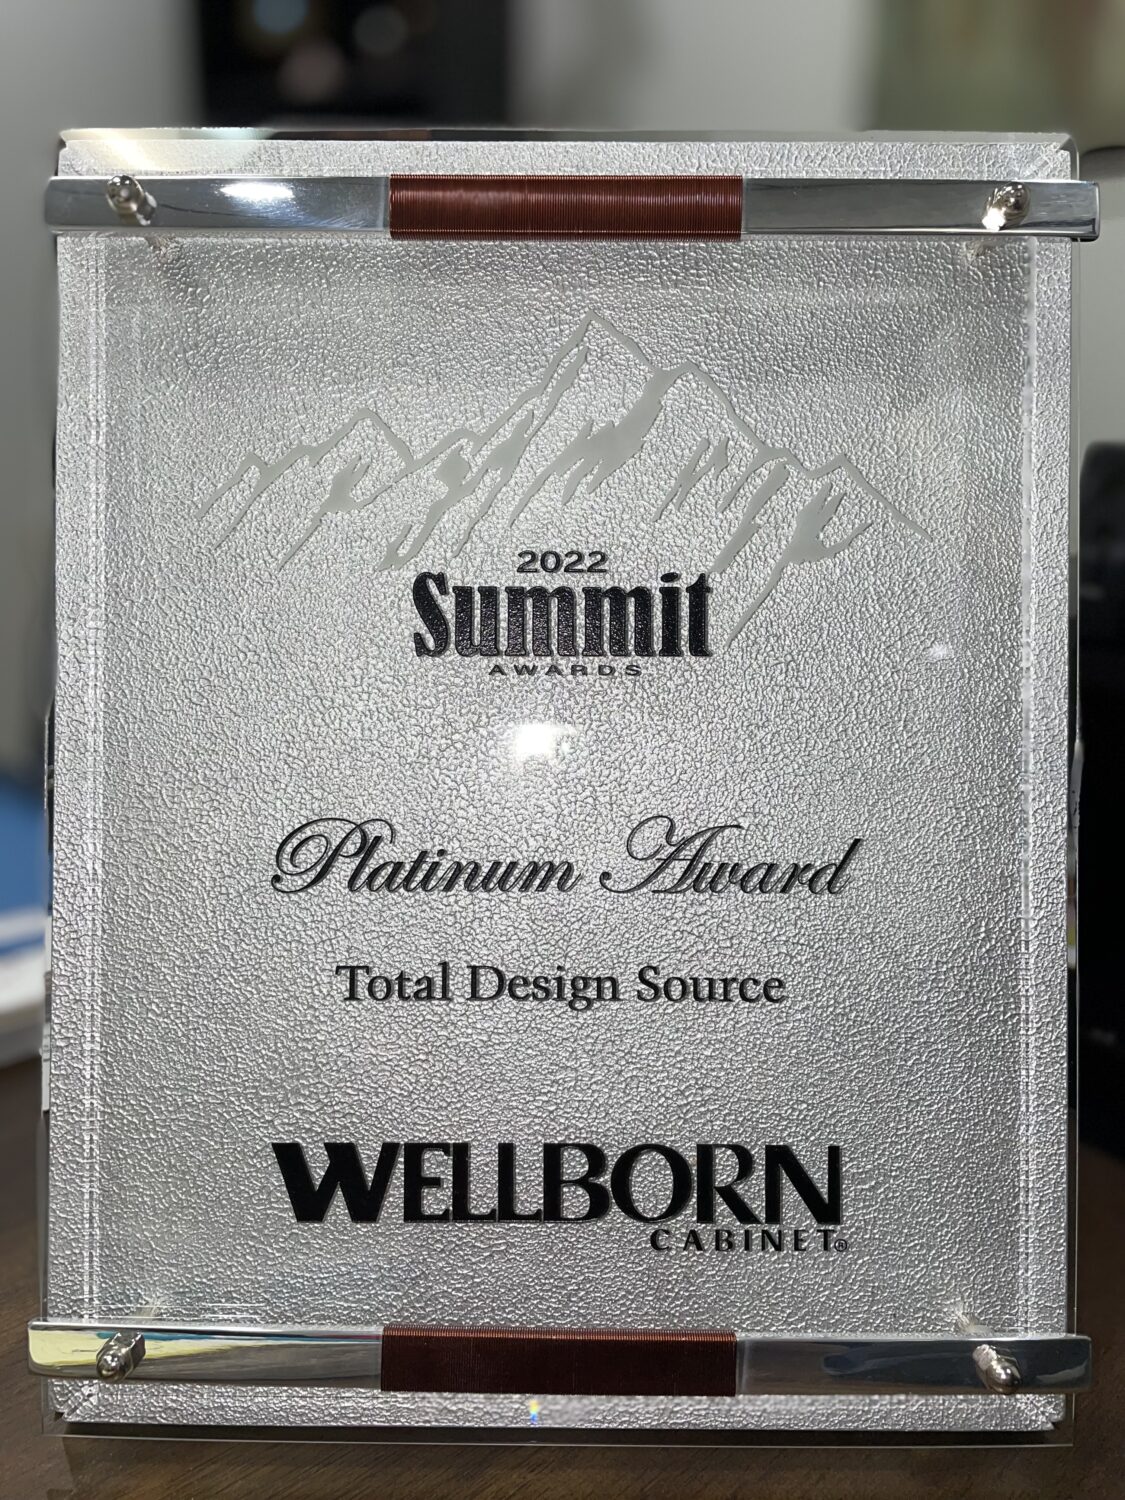 2022
Summit
AWARDS
Platinum Award
Total Design Source
WELLBORN
CABINET®